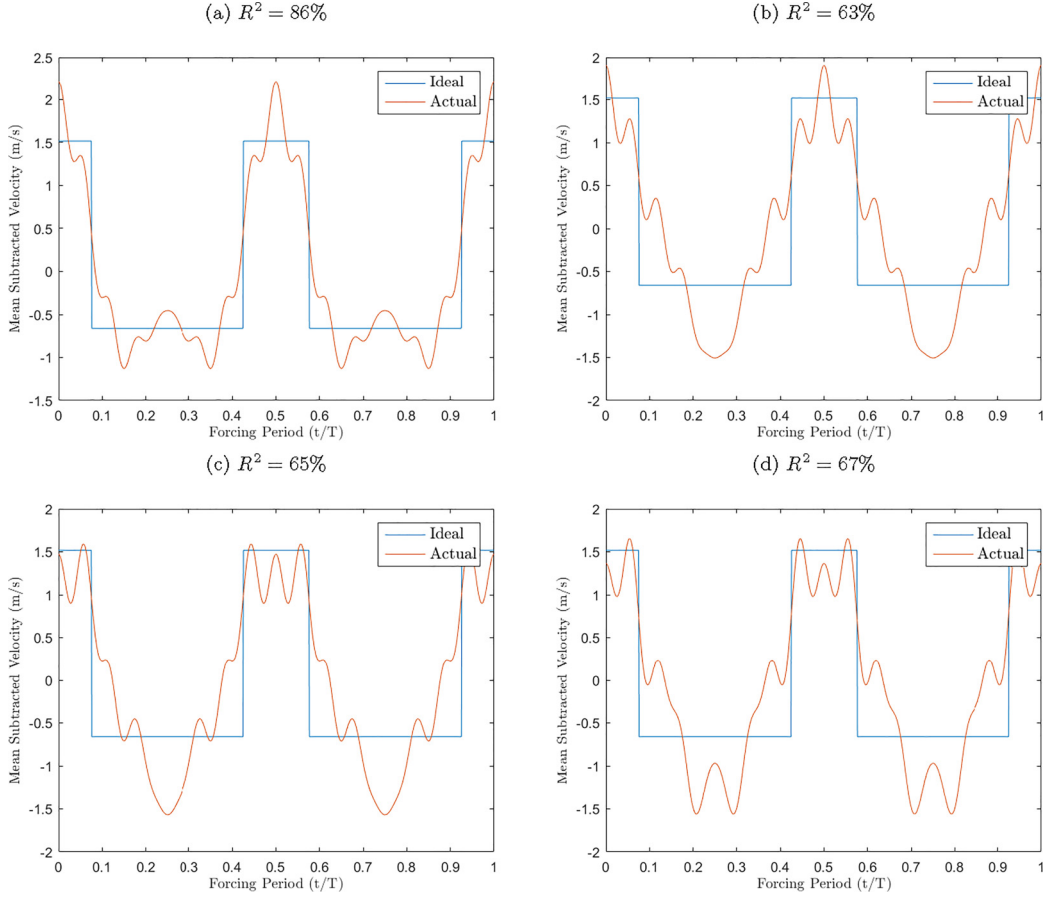 (a) R² = 86%
2.5
2
1.5
1
0.5
0
-0.5
-1
-1.5
Mean Subtracted Velocity (m/s)
Ideal
Actual
0 0.1 0.2 0.3 0.4 0.5 0.6 0.7 0.8 0.9 1
Forcing Period (t/T)
(b) R² = 63%
2
1.5
1
0.5
0
-0.5
-1
-1.5
-2
Mean Subtracted Velocity (m/s)
Ideal
Actual
0 0.1 0.2 0.3 0.4 0.5 0.6 0.7 0.8 0.9 1
Forcing Period (t/T)
(c) R² = 65%
2
1.5
1
0.5
0
-0.5
-1
-1.5
-2
Mean Subtracted Velocity (m/s)
Ideal
Actual
0 0.1 0.2 0.3 0.4 0.5 0.6 0.7 0.8 0.9 1
Forcing Period (t/T)
(d) R² = 67%
2
1.5
1
0.5
0
-0.5
-1
-1.5
-2
Mean Subtracted Velocity (m/s)
Ideal
Actual
0 0.1 0.2 0.3 0.4 0.5 0.6 0.7 0.8 0.9 1
Forcing Period (t/T)